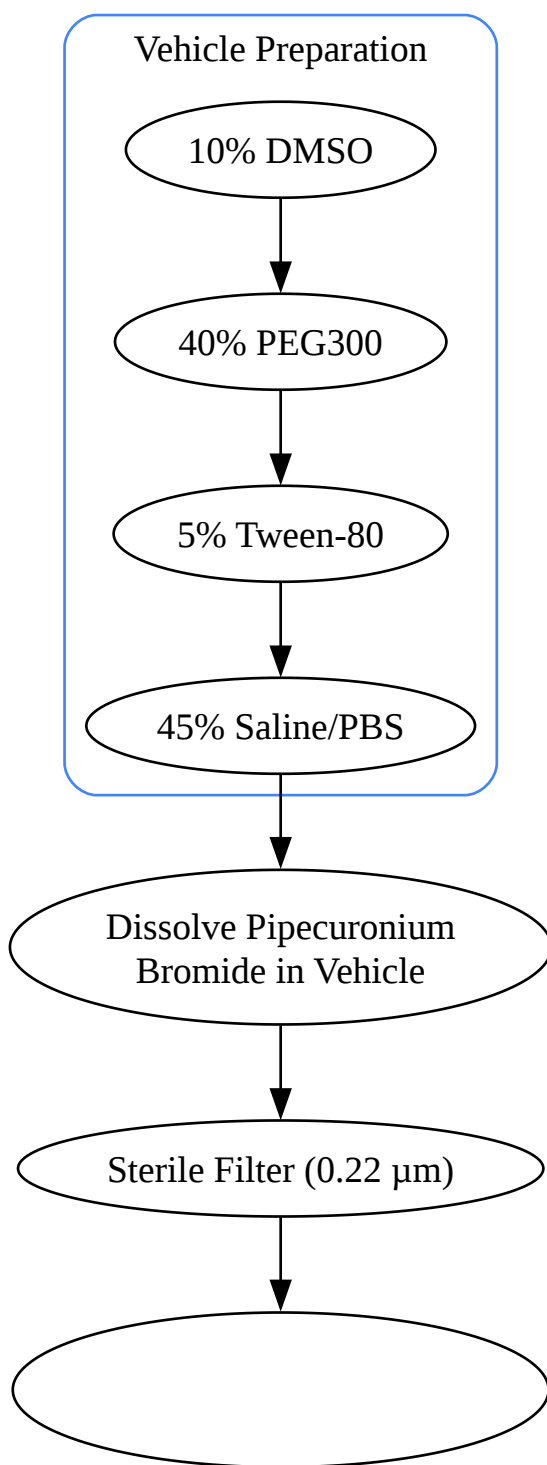 Vehicle Preparation
10% DMSO
40% PEG300
5% Tween-80
45% Saline/PBS
Dissolve Pipecuronium
Bromide in Vehicle
Sterile Filter (0.22 µm)